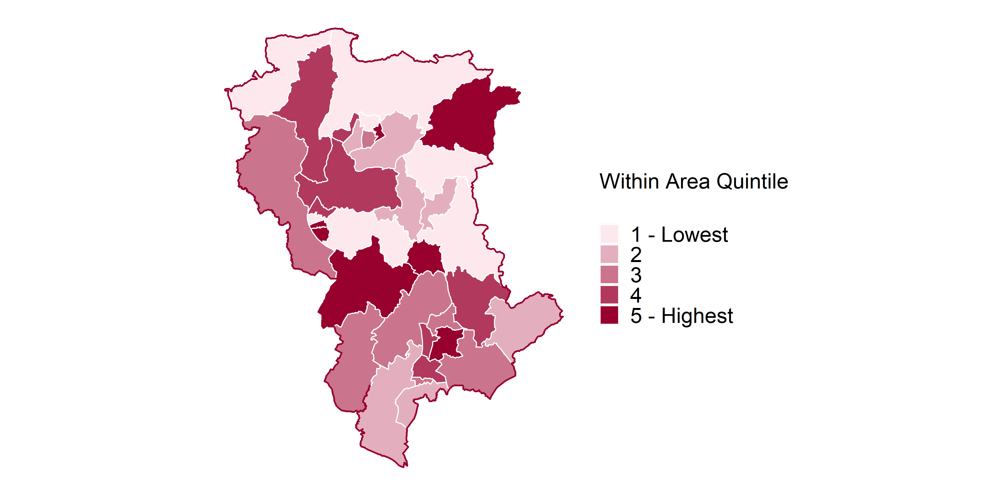 Within Area Quintile
1 - Lowest
2
3
4
5 - Highest